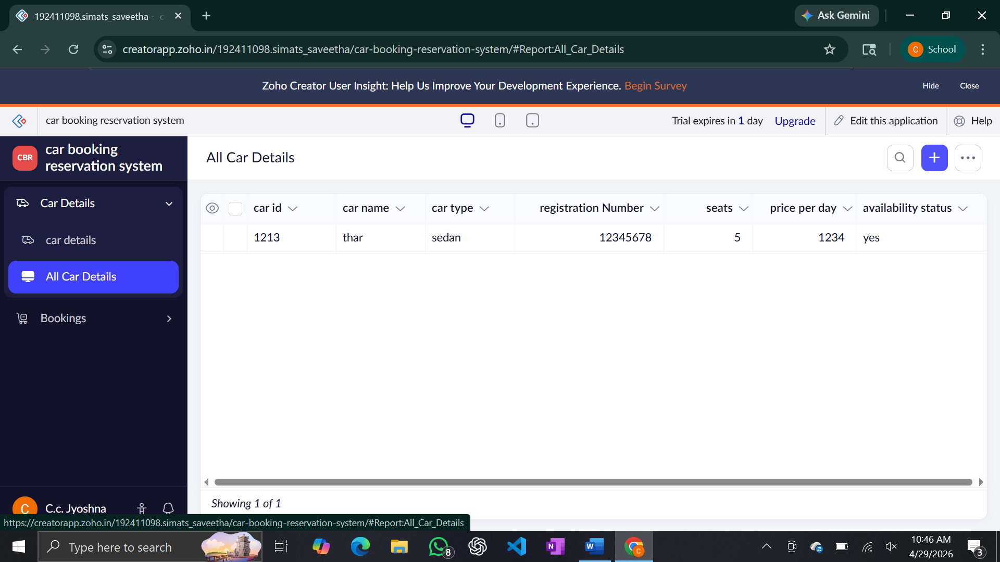 192411098.simats_saveetha -
Ask Gemini
creatorapp.zoho.in/192411098.simats_saveetha/car-booking-reservation-system/#Report:All_Car_Details
C School
Zoho Creator User Insight: Help Us Improve Your Development Experience. Begin Survey
Hide
Close
car booking reservation system
Trial expires in 1 day
Upgrade
Edit this application
Help
CBR
car booking
reservation system
All Car Details
Car Details
car details
All Car Details
Bookings
car id
car name
car type
registration Number
seats
price per day
availability status
1213
thar
sedan
12345678
5
1234
yes
Showing 1 of 1
C
C.c. Jyoshna
https://creatorapp.zoho.in/192411098.simats_saveetha/car-booking-reservation-system/#Report:All_Car_Details
Type here to search
8
N
W
C
10:46 AM
4/29/2026
3